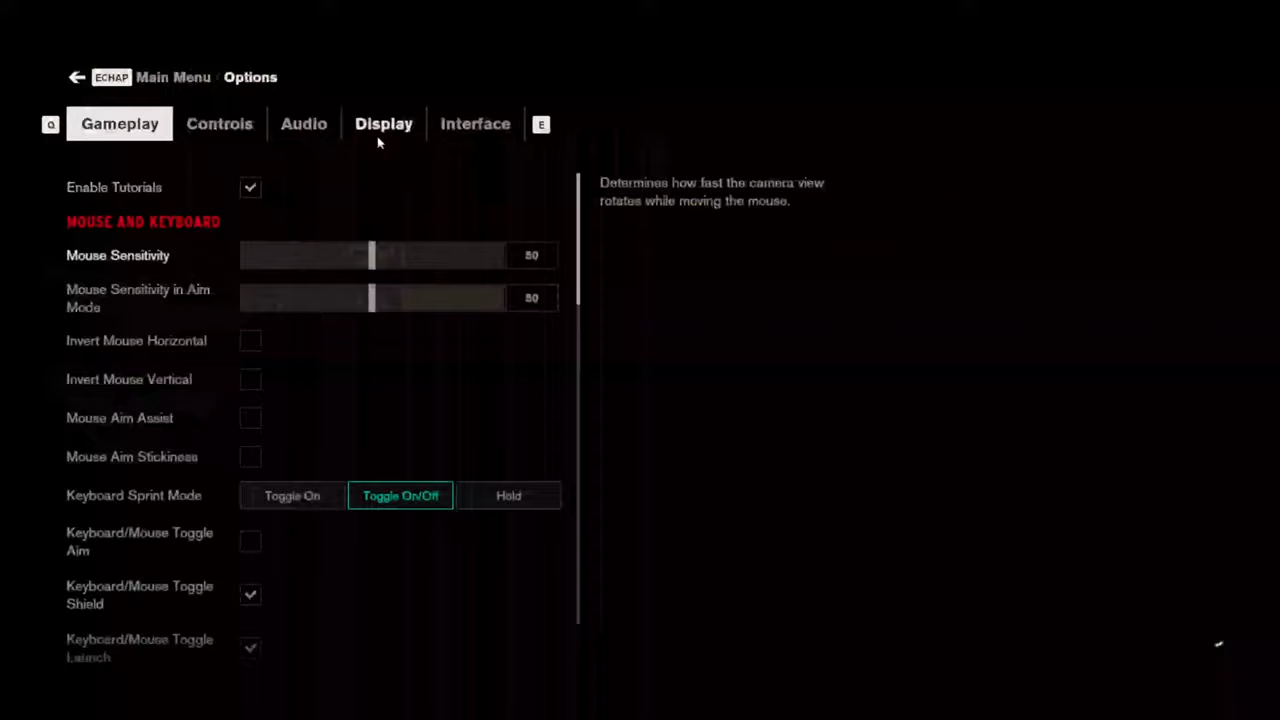 ECHAP Main Menu Options
Q Gameplay Controls Audio Display Interface E
Enable Tutorials
Determines how fast the camera view
rotates while moving the mouse.
MOUSE AND KEYBOARD
Mouse Sensitivity 50
Mouse Sensitivity in Aim
Mode 50
Invert Mouse Horizontal
Invert Mouse Vertical
Mouse Aim Assist
Mouse Aim Stickiness
Keyboard Sprint Mode Toggle On Toggle On/Off Hold
Keyboard/Mouse Toggle
Aim
Keyboard/Mouse Toggle
Shield
Keyboard/Mouse Toggle
Launch